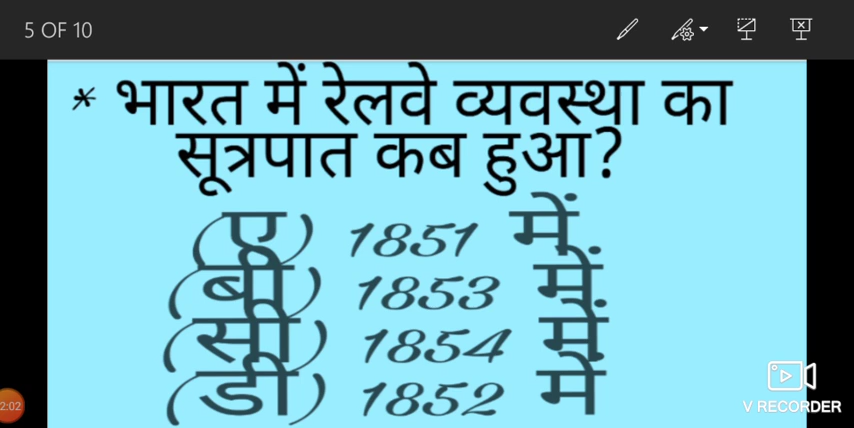 5 OF 10
* भारत में रेलवे व्यवस्था का
सूत्रपात कब हुआ?
(ए) 1851 में.
(बी) 1853 में.
(सी) 1854 में
(डी) 1852 में
2:02
V RECORDER